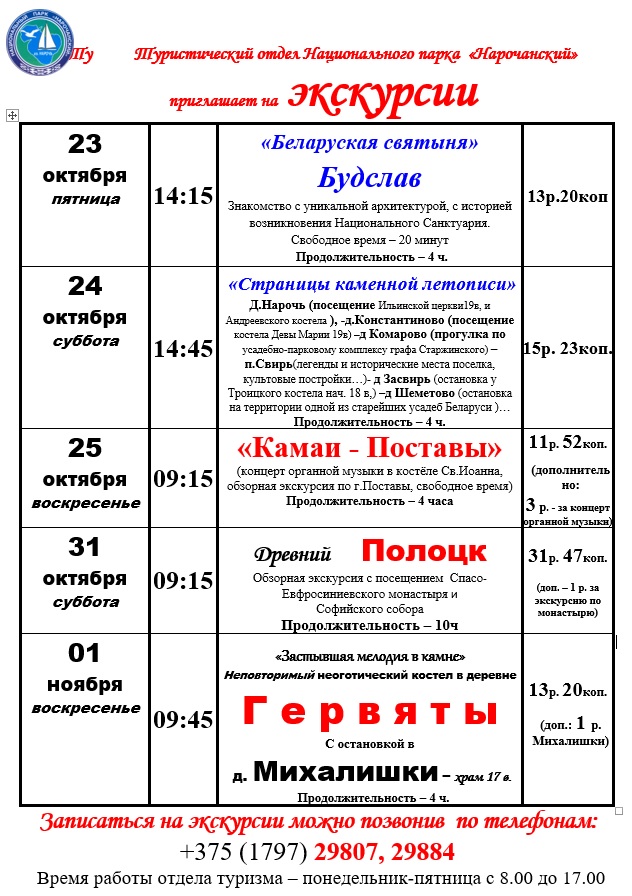 НАЦИОНАЛЬНЫЙ ПАРК «НАРОЧАНСКИЙ»
Ту Туристический отдел Национального парка «Нарочанский»
приглашает на экскурсии
23
октября
пятница
14:15
«Беларуская святыня»
Будслав
Знакомство с уникальной архитектурой, с историей
возникновения Национального Санктуария.
Свободное время – 20 минут
Продолжительность – 4 ч.
13р.20коп
24
октября
суббота
14:45
«Страницы каменной летописи»
Д.Нарочь (посещение Ильинской церкви19в, и
Андреевского костела ), -д.Константиново (посещение
костела Девы Марии 19в) –д Комарово (прогулка по
усадебно-парковому комплексу графа Старжинского) –
п.Свирь(легенды и исторические места поселка,
культовые постройки…)- д Засвирь (остановка у
Троицкого костела нач. 18 в,) –д Шеметово (остановка
на территории одной из старейших усадеб Беларуси )…
Продолжительность – 4 ч.
15р. 23коп.
25
октября
воскресенье
09:15
«Камаи - Поставы»
(концерт органной музыки в костёле Св.Иоанна,
обзорная экскурсия по г.Поставы, свободное время)
Продолжительность – 4 часа
11р. 52коп.
(дополнитель
но:
3 р. - за концерт
органной музыки)
31
октября
суббота
09:15
Древний Полоцк
Обзорная экскурсия с посещением Спасо-
Евфросиниевского монастыря и
Софийского собора
Продолжительность – 10ч
31р. 47коп.
(доп. – 1 р. за
экскурсию по
монастырю)
01
ноября
воскресенье
09:45
«Застывшая мелодия в камне»
Неповторимый неоготический костел в деревне
Г е р в я т ы
С остановкой в
д. Михалишки – храм 17 в.
Продолжительность – 4 ч.
13р. 20коп.
(доп.: 1 р.
Михалишки)
Записаться на экскурсии можно позвонив по телефонам:
+375 (1797) 29807, 29884
Время работы отдела туризма – понедельник-пятница с 8.00 до 17.00